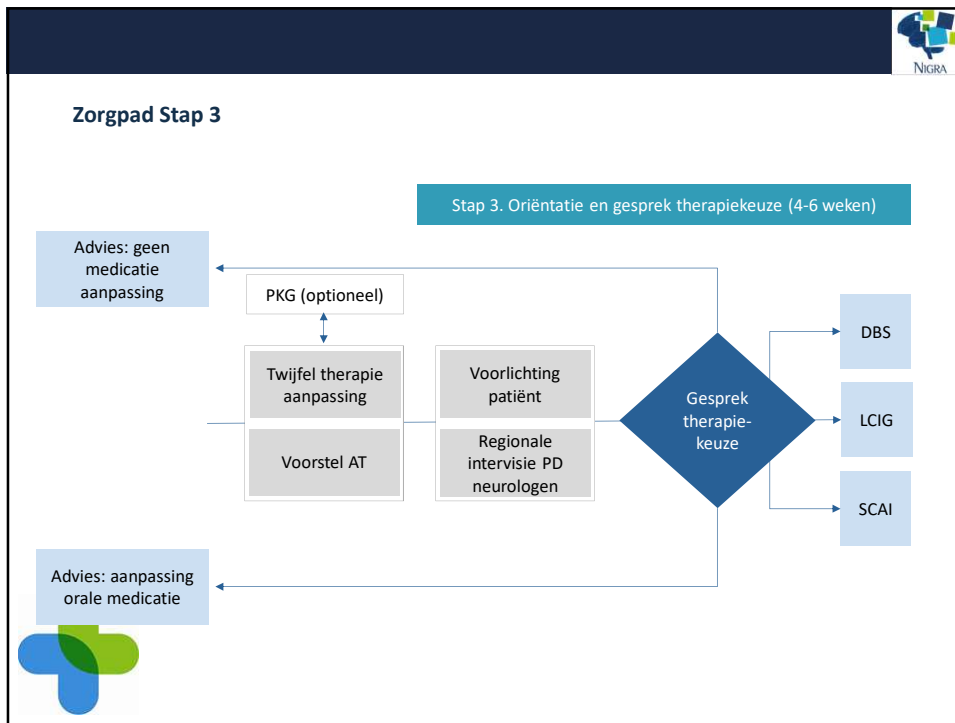 NIGRA
Zorgpad Stap 3
Stap 3. Oriëntatie en gesprek therapiekeuze (4-6 weken)
Advies: geen
medicatie
aanpassing
PKG (optioneel)
Twijfel therapie
aanpassing
Voorstel AT
Voorlichting
patiënt
Regionale
intervisie PD
neurologen
Gesprek
therapie-
keuze
DBS
LCIG
SCAI
Advies: aanpassing
orale medicatie